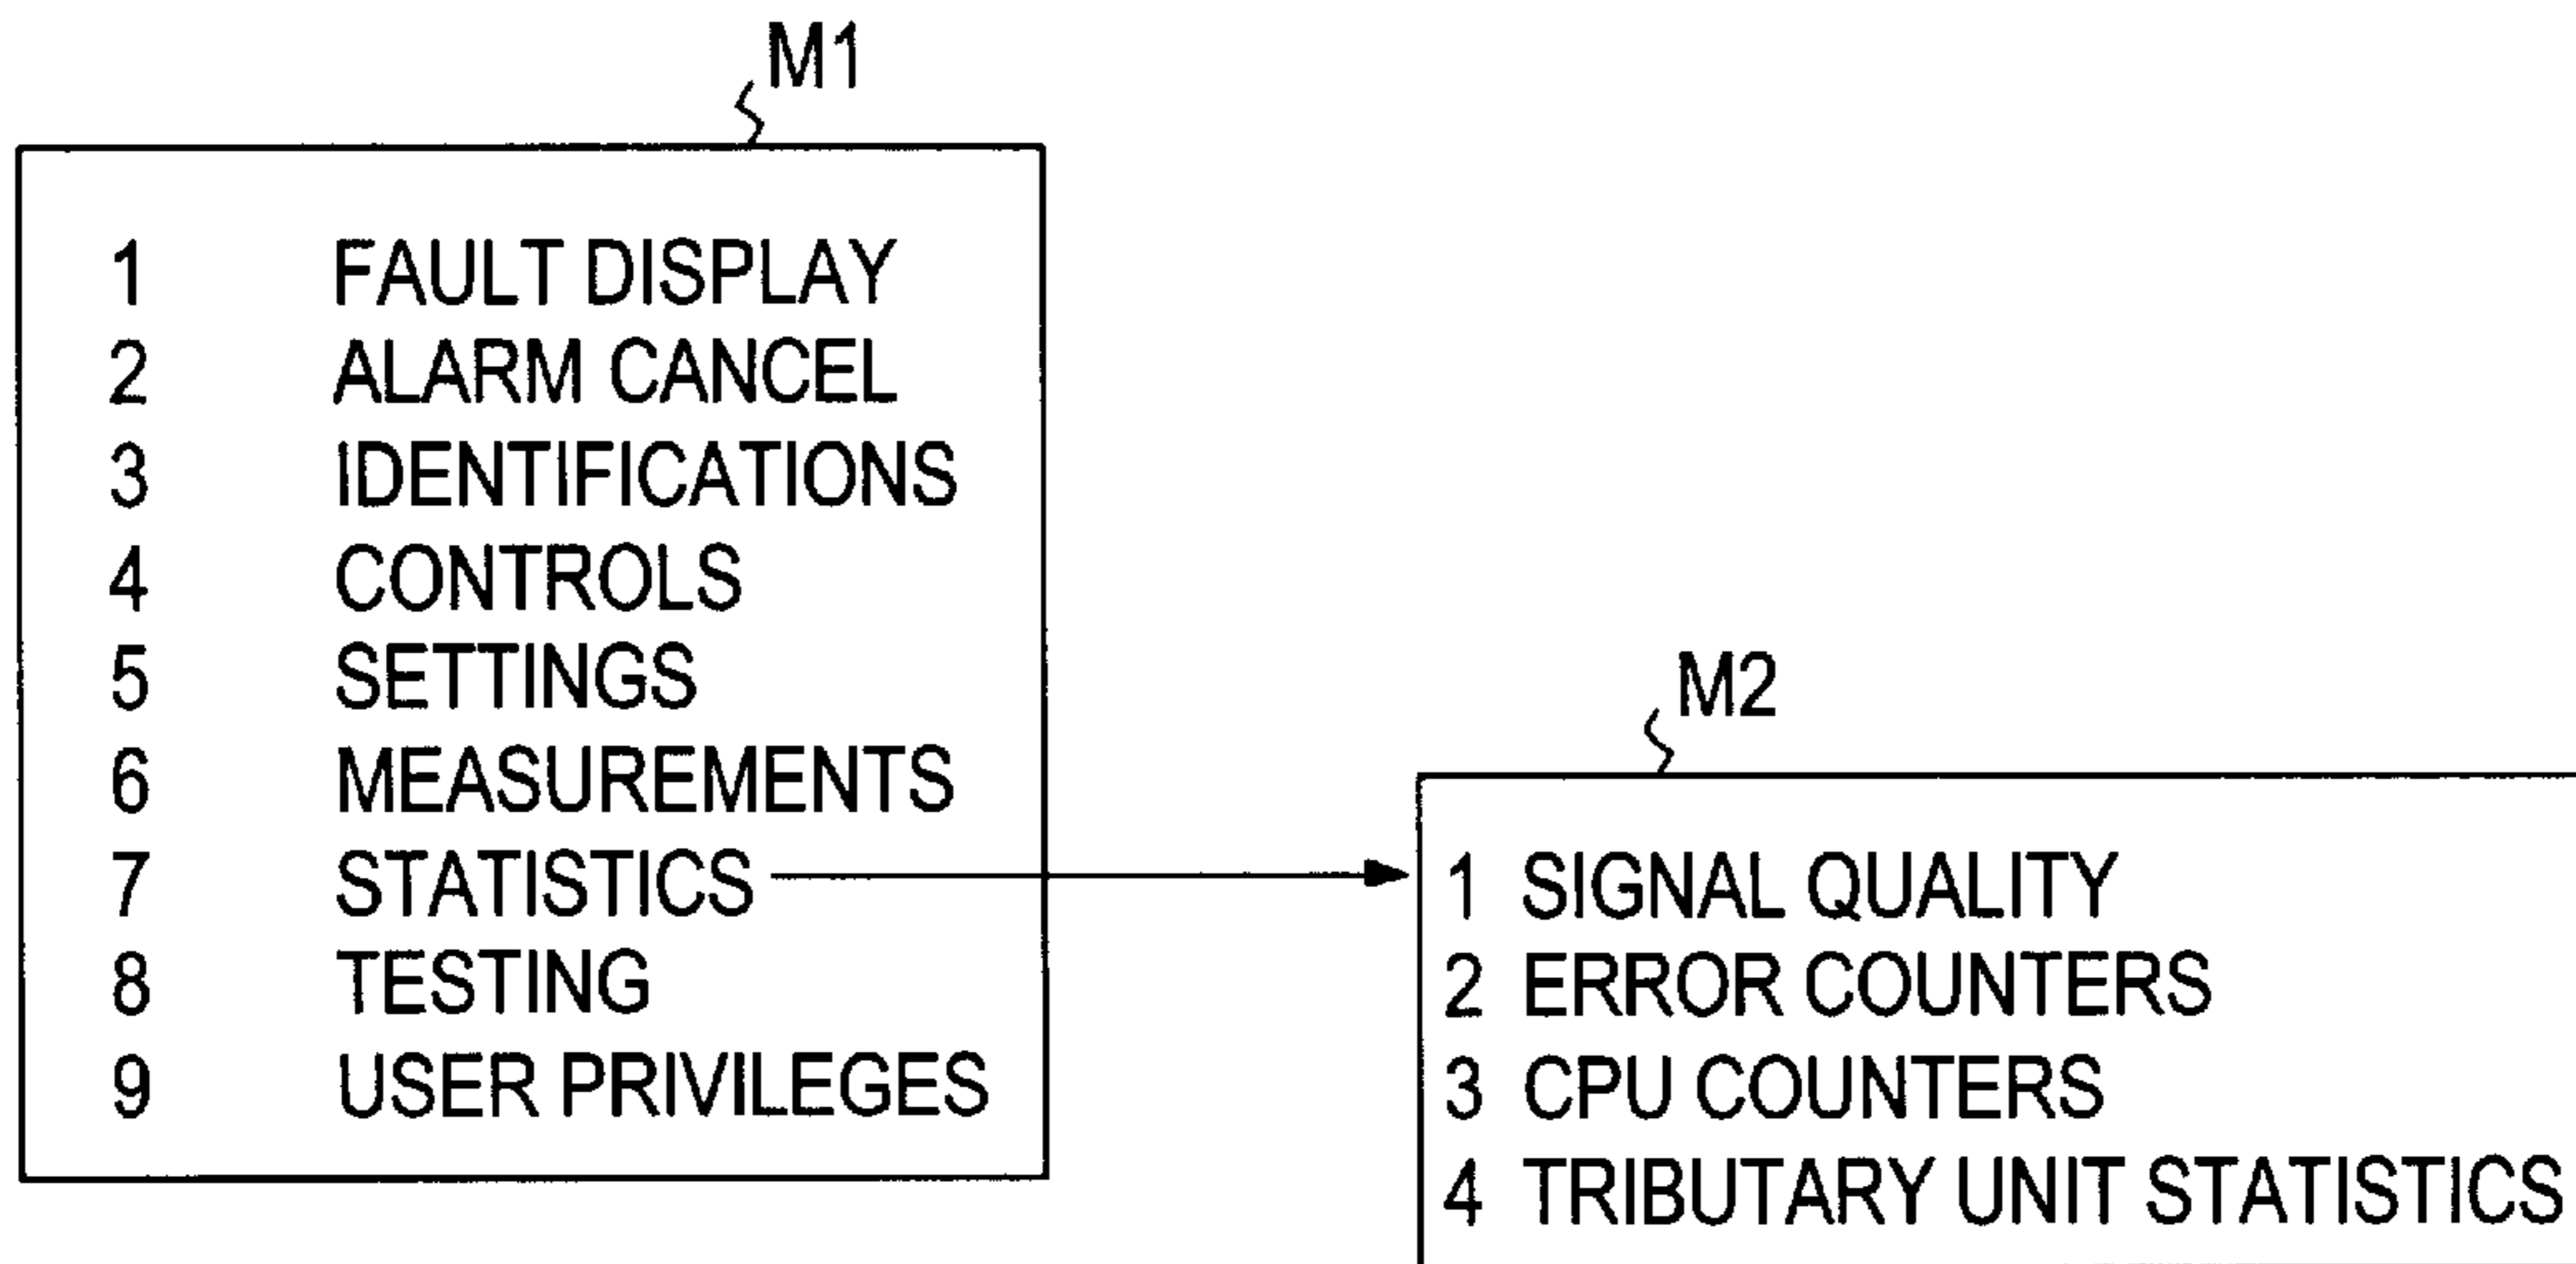 M1
1 FAULT DISPLAY
2 ALARM CANCEL
3 IDENTIFICATIONS
4 CONTROLS
5 SETTINGS
6 MEASUREMENTS
7 STATISTICS
8 TESTING
9 USER PRIVILEGES
M2
1 SIGNAL QUALITY
2 ERROR COUNTERS
3 CPU COUNTERS
4 TRIBUTARY UNIT STATISTICS